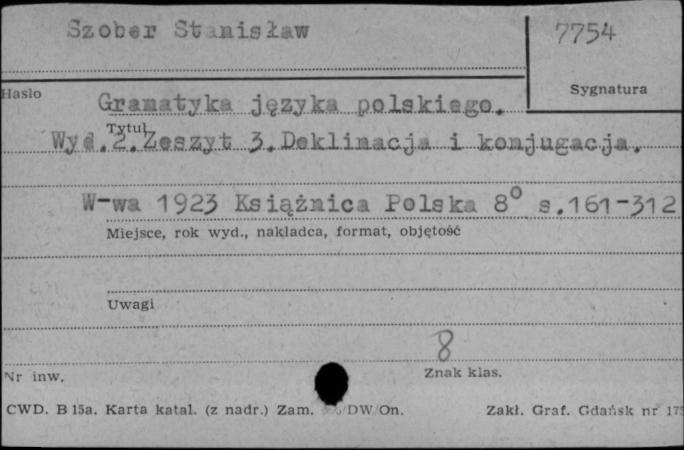 Szober Stanisław
7754
Sygnatura
Hasło
Gramatyka języka polskiego.
Tytuł
Wyd.2.Zeszyt 3.Deklinacja i konjugacja.
W-wa 1923 Książnica Polska 8° s.161-312
Miejsce, rok wyd., nakładca, format, objętość
Uwagi
8
Nr inw.
Znak klas.
CWD. B 15a. Karta katal. (z nadr.) Zam. DW/On.
Zakł. Graf. Gdańsk nr